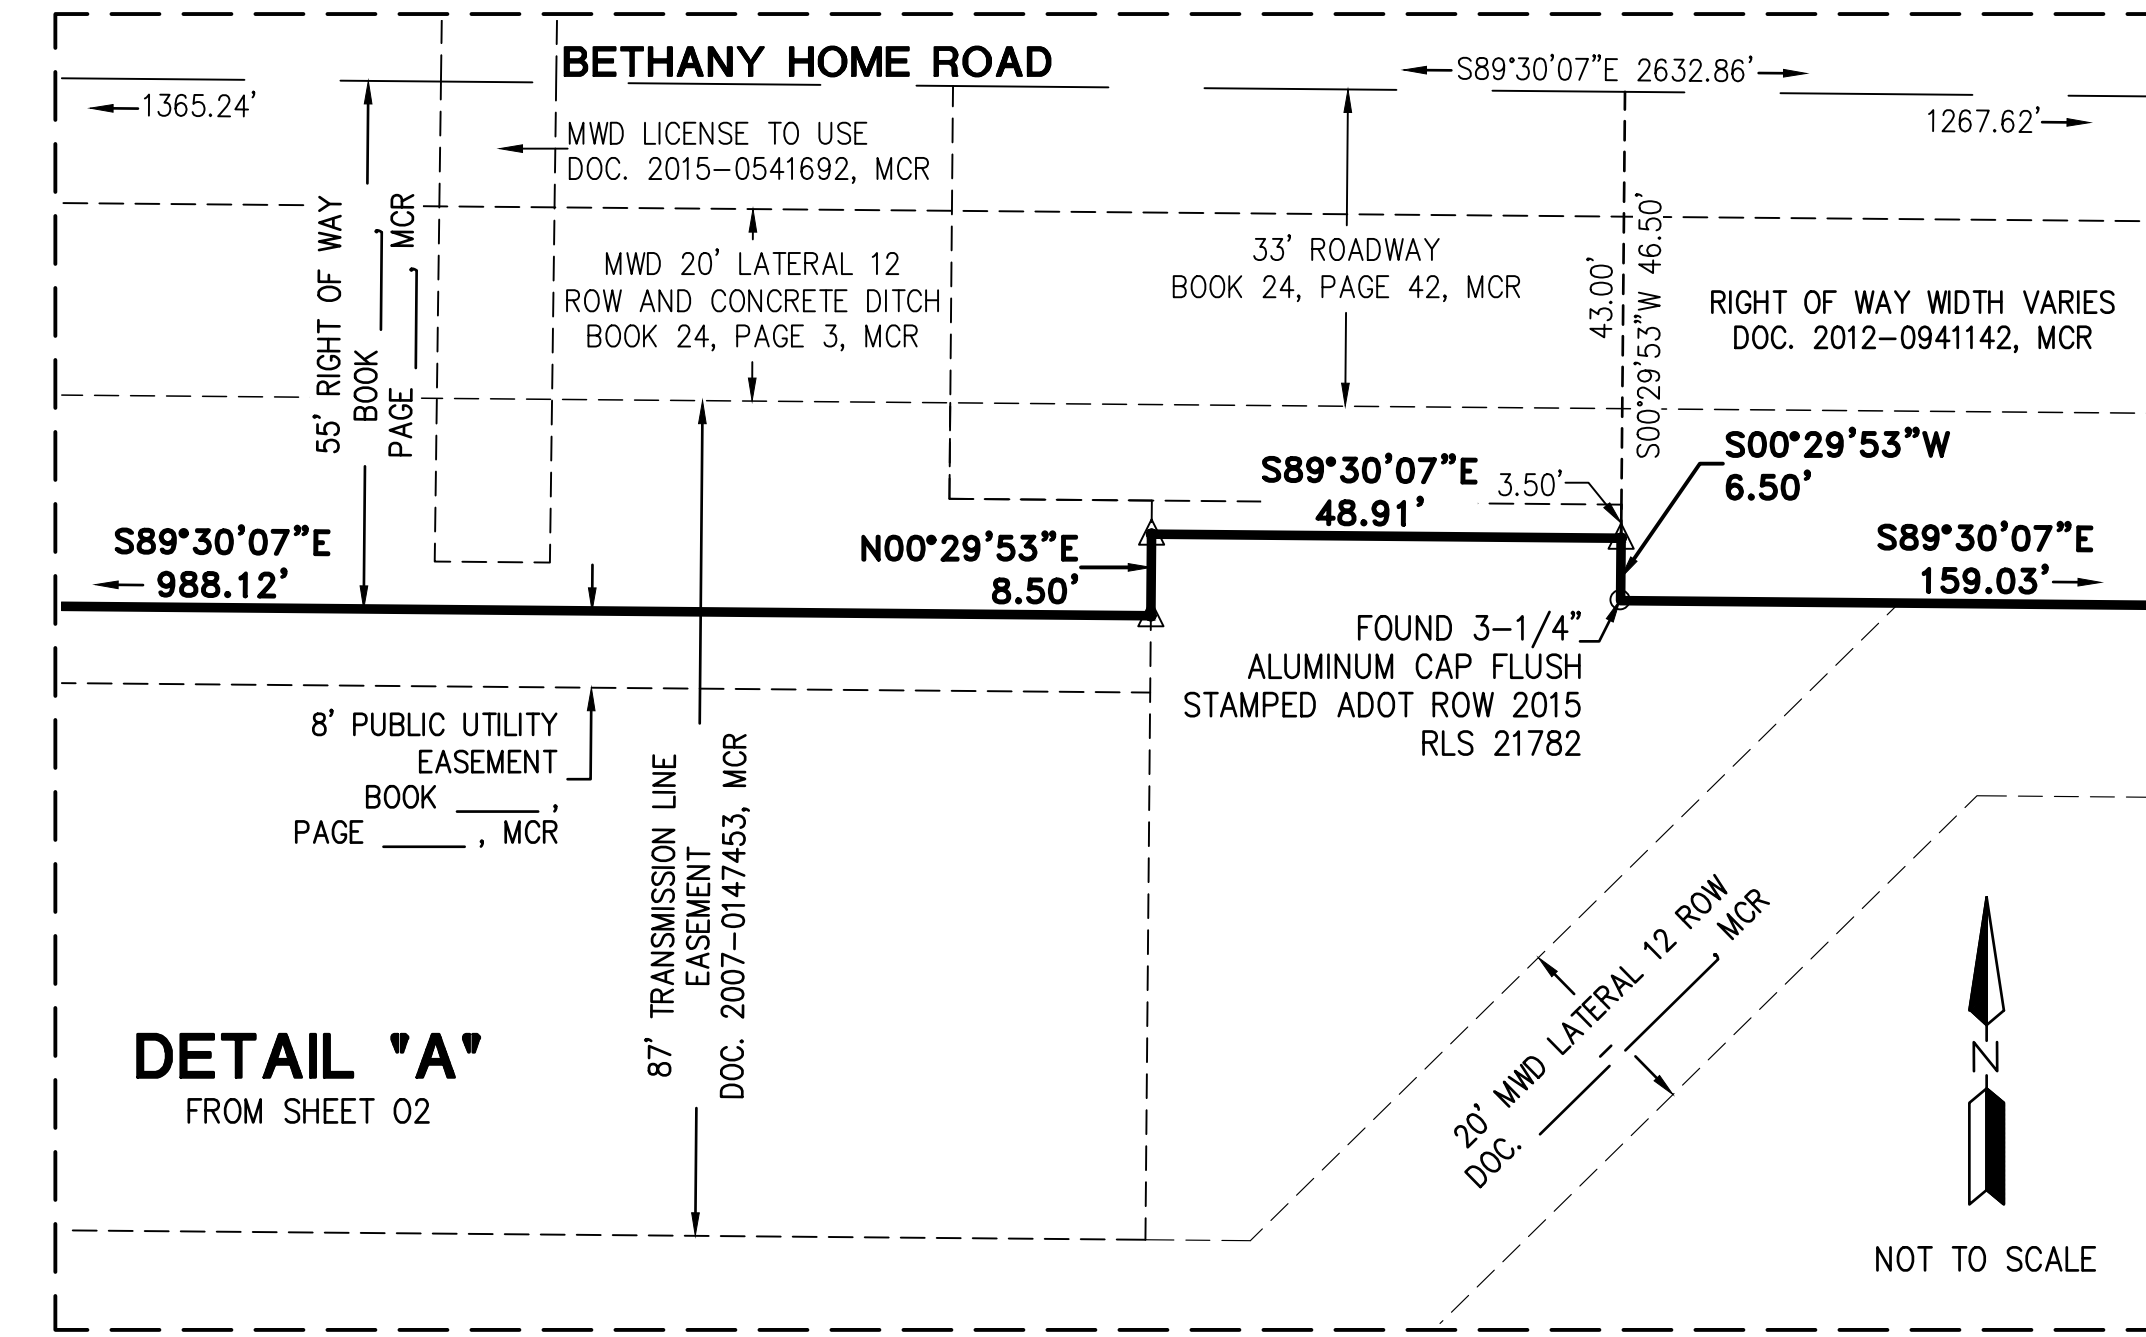 BETHANY HOME ROAD
S89°30'07"E 2632.86'
1365.24'
1267.62'
MWD LICENSE TO USE
DOC. 2015-0541692, MCR
55' RIGHT OF WAY
BOOK ____,
PAGE ____, MCR
MWD 20' LATERAL 12
ROW AND CONCRETE DITCH
BOOK 24, PAGE 3, MCR
33' ROADWAY
BOOK 24, PAGE 42, MCR
43.00'
S00°29'53"W 46.50'
RIGHT OF WAY WIDTH VARIES
DOC. 2012-0941142, MCR
S89°30'07"E
48.91'
3.50'
S00°29'53"W
6.50'
S89°30'07"E
988.12'
N00°29'53"E
8.50'
S89°30'07"E
159.03'
FOUND 3-1/4"
ALUMINUM CAP FLUSH
STAMPED ADOT ROW 2015
RLS 21782
8' PUBLIC UTILITY
EASEMENT
BOOK ____,
PAGE ____, MCR
87' TRANSMISSION LINE
EASEMENT
DOC. 2007-0147453, MCR
20' MWD LATERAL 12 ROW
DOC. ____-____, MCR
DETAIL "A"
FROM SHEET 02
N
NOT TO SCALE